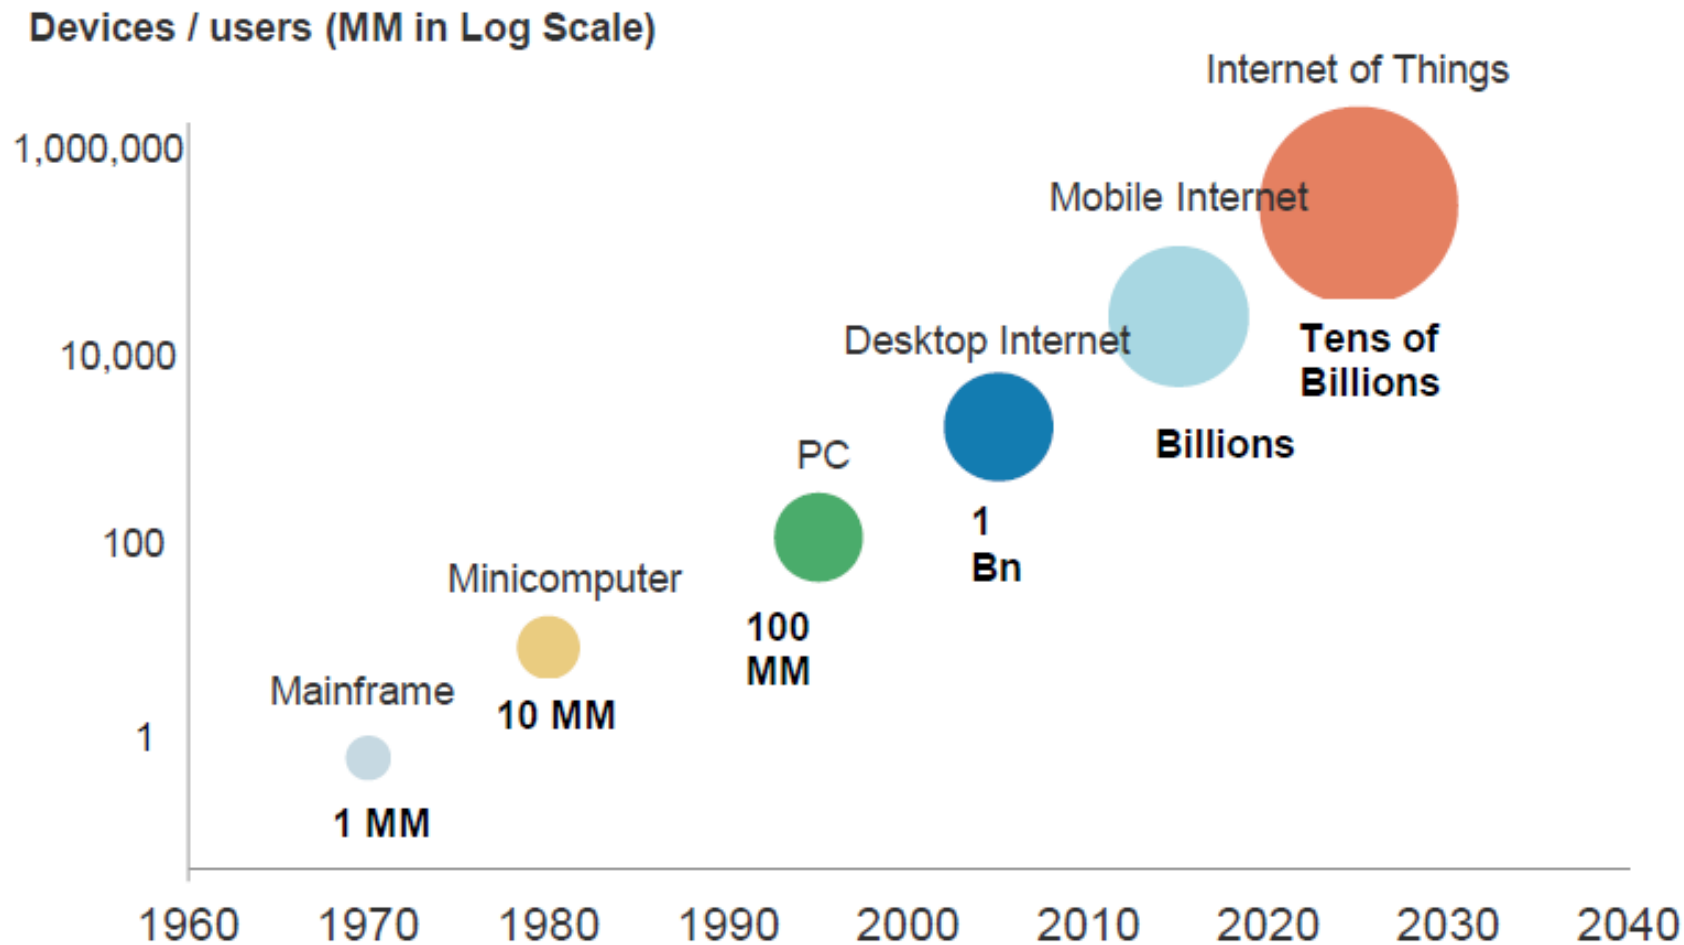 Devices / users (MM in Log Scale)
Internet of Things
1,000,000
Mobile Internet
Desktop Internet
10,000
Tens of
Billions
Billions
PC
1
Bn
100
Minicomputer
100
MM
Mainframe
10 MM
1
1 MM
1960 1970 1980 1990 2000 2010 2020 2030 2040